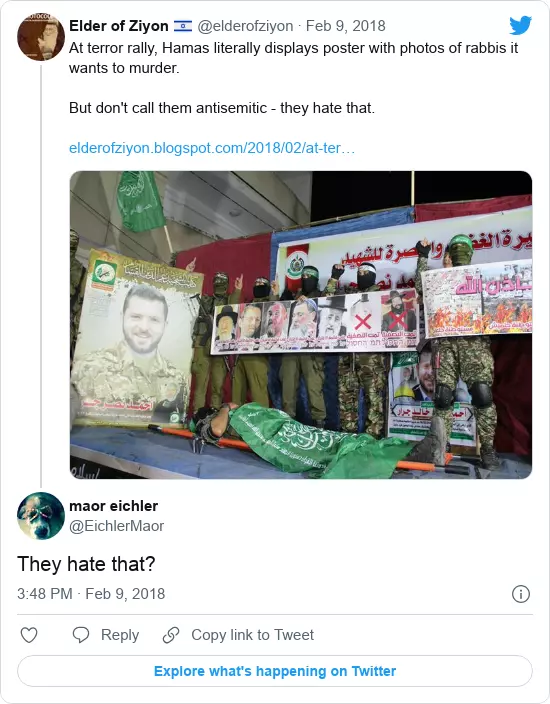 Elder of Ziyon 🇮🇱 @elderofziyon · Feb 9, 2018
At terror rally, Hamas literally displays poster with photos of rabbis it
wants to murder.
But don't call them antisemitic - they hate that.
elderofziyon.blogspot.com/2018/02/at-ter…
maor eichler
@EichlerMaor
They hate that?
3:48 PM · Feb 9, 2018
Reply
Copy link to Tweet
Explore what's happening on Twitter